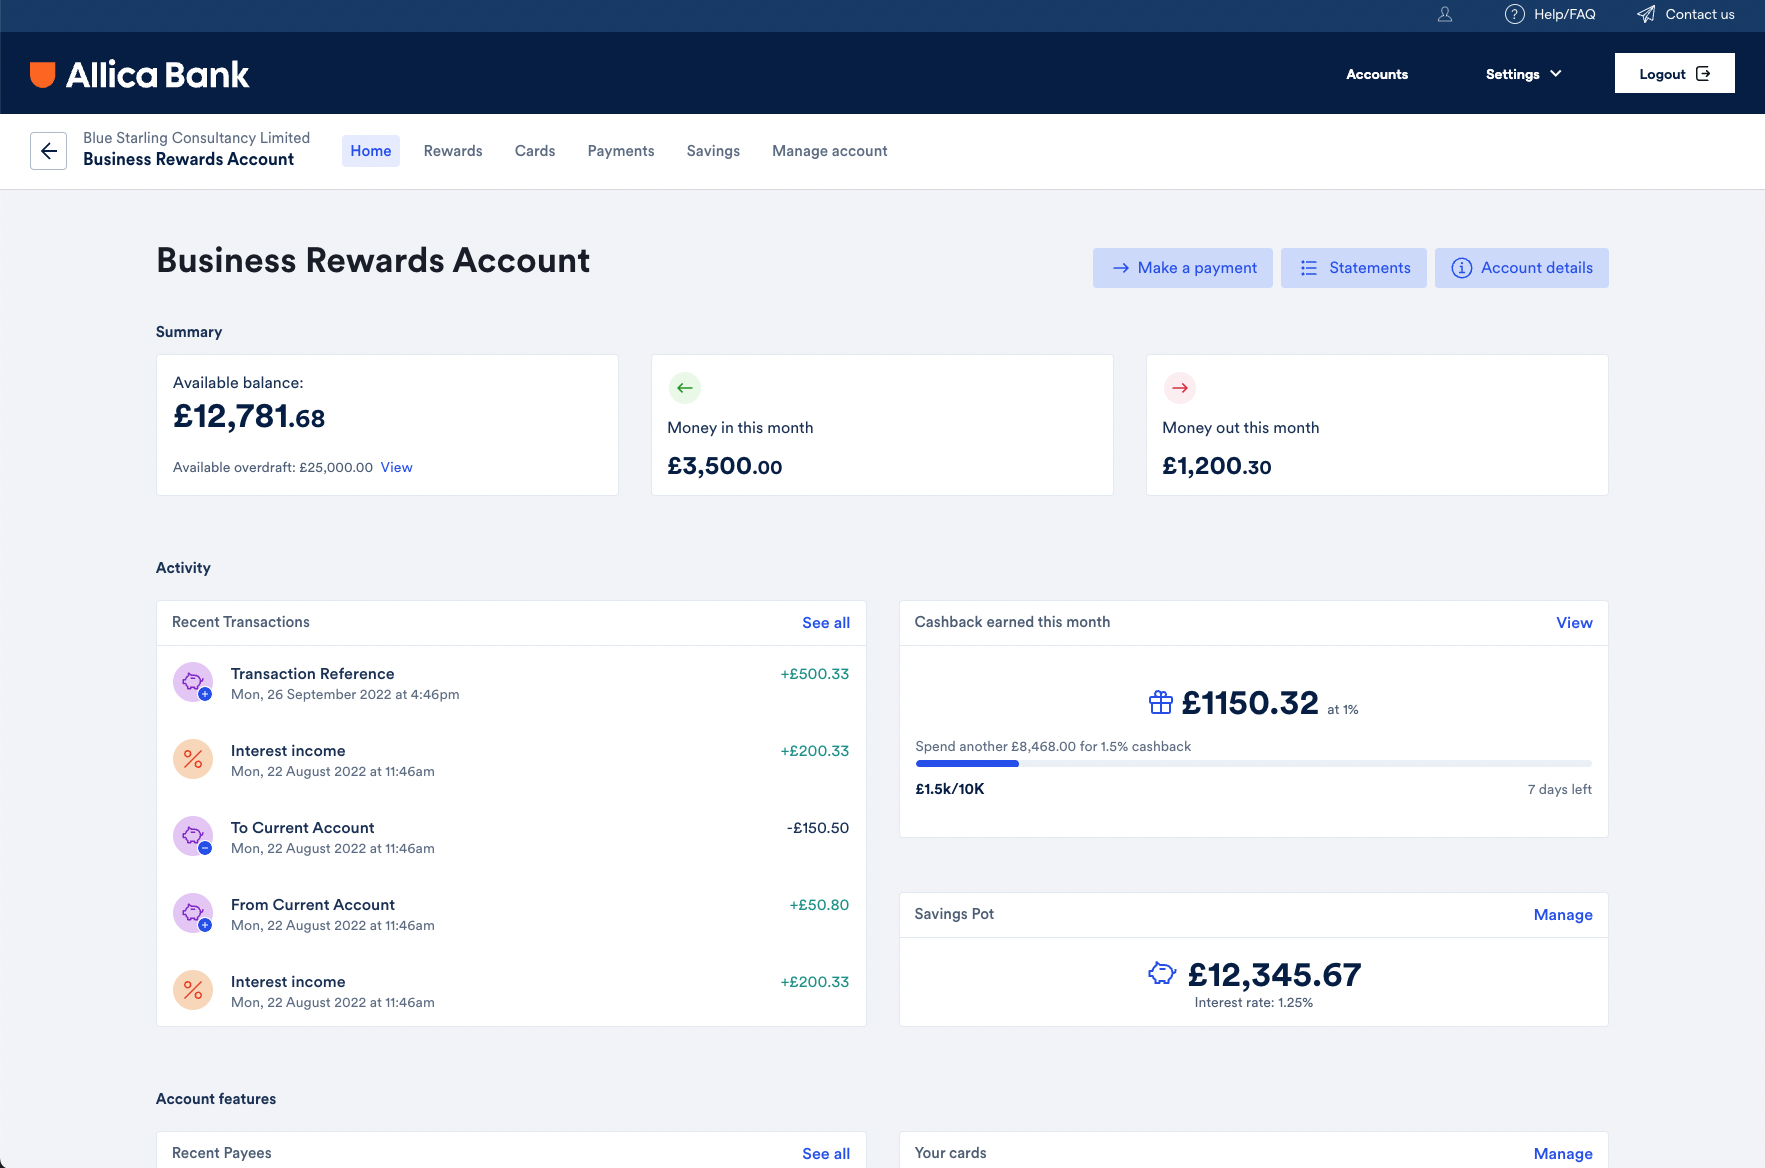 Help/FAQ
Contact us
Allica Bank
Accounts
Settings
Logout
Blue Starling Consultancy Limited
Business Rewards Account
Home
Rewards
Cards
Payments
Savings
Manage account
Business Rewards Account
Make a payment
Statements
Account details
Summary
Available balance:
£12,781.68
Available overdraft: £25,000.00 View
Money in this month
£3,500.00
Money out this month
£1,200.30
Activity
Recent Transactions
See all
Transaction Reference
+£500.33
Mon, 26 September 2022 at 4:46pm
Interest income
+£200.33
Mon, 22 August 2022 at 11:46am
To Current Account
-£150.50
Mon, 22 August 2022 at 11:46am
From Current Account
+£50.80
Mon, 22 August 2022 at 11:46am
Interest income
+£200.33
Mon, 22 August 2022 at 11:46am
Cashback earned this month
View
£1150.32 at 1%
Spend another £8,468.00 for 1.5% cashback
£1.5k/10K
7 days left
Savings Pot
Manage
£12,345.67
Interest rate: 1.25%
Account features
Recent Payees
See all
Your cards
Manage